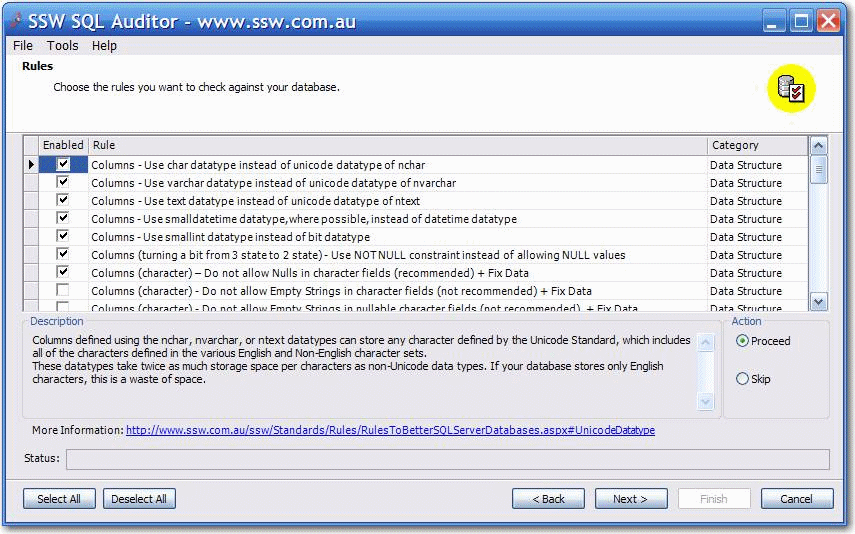 SSW SQL Auditor - www.ssw.com.au
File Tools Help
Rules
Choose the rules you want to check against your database.
Enabled Rule Category
Columns - Use char datatype instead of unicode datatype of nchar Data Structure
Columns - Use varchar datatype instead of unicode datatype of nvarchar Data Structure
Columns - Use text datatype instead of unicode datatype of ntext Data Structure
Columns - Use smalldatetime datatype,where possible, instead of datetime datatype Data Structure
Columns - Use smallint datatype instead of bit datatype Data Structure
Columns (turning a bit from 3 state to 2 state) - Use NOT NULL constraint instead of allowing NULL values Data Structure
Columns (character) – Do not allow Nulls in character fields (recommended) + Fix Data Data Structure
Columns (character) - Do not allow Empty Strings in character fields (not recommended) + Fix Data Data Structure
Columns (character) - Do not allow Empty Strings in nullable character fields (not recommended) + Fix Data Data Structure
Description
Columns defined using the nchar, nvarchar, or ntext datatypes can store any character defined by the Unicode Standard, which includes
all of the characters defined in the various English and Non-English character sets.
These datatypes take twice as much storage space per characters as non-Unicode data types. If your database stores only English
characters, this is a waste of space.
Action
Proceed
Skip
More Information: http://www.ssw.com.au/ssw/Standards/Rules/RulesToBetterSQLServerDatabases.aspx#UnicodeDatatype
Status:
Select All Deselect All < Back Next > Finish Cancel